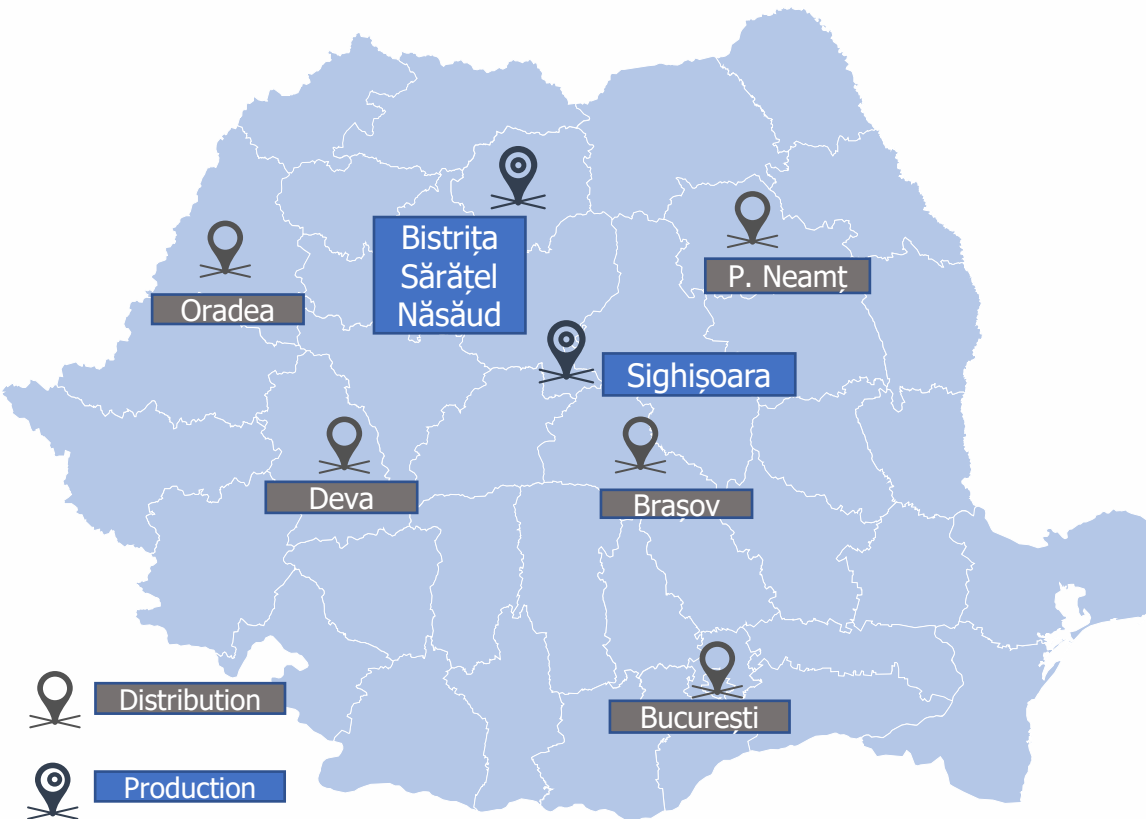 Bistrița
Sărățel
Năsăud
P. Neamț
Oradea
Sighișoara
Deva
Brașov
București
Distribution
Production